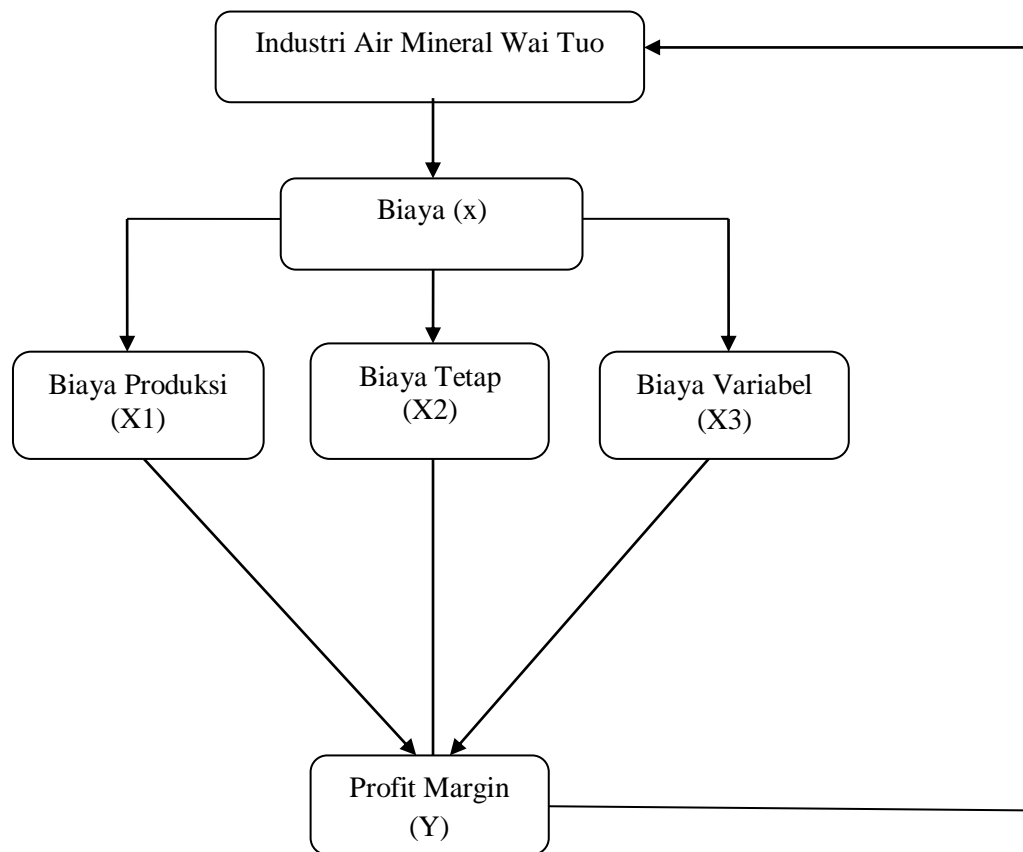 Industri Air Mineral Wai Tuo
Biaya (x)
Biaya Produksi
(X1)
Biaya Tetap
(X2)
Biaya Variabel
(X3)
Profit Margin
(Y)